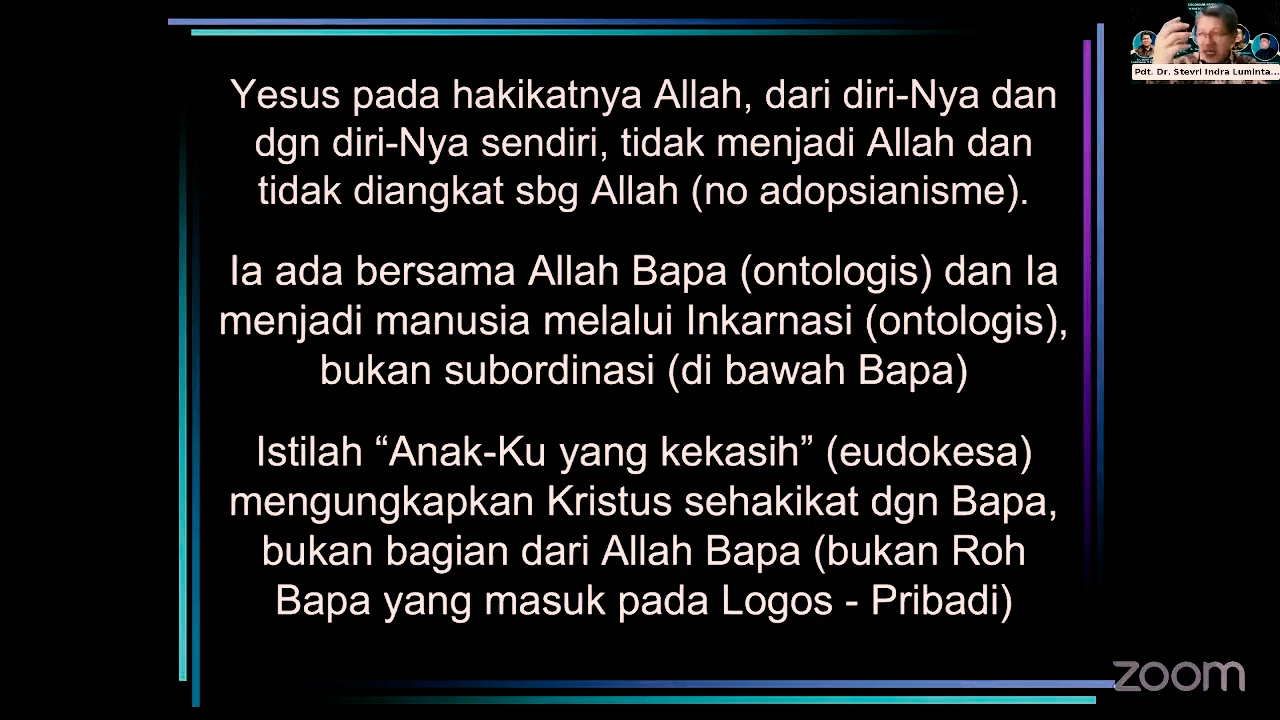 Yesus pada hakikatnya Allah, dari diri-Nya dan
dgn diri-Nya sendiri, tidak menjadi Allah dan
tidak diangkat sbg Allah (no adopsianisme).
Ia ada bersama Allah Bapa (ontologis) dan Ia
menjadi manusia melalui Inkarnasi (ontologis),
bukan subordinasi (di bawah Bapa)
Istilah “Anak-Ku yang kekasih” (eudokesa)
mengungkapkan Kristus sehakikat dgn Bapa,
bukan bagian dari Allah Bapa (bukan Roh
Bapa yang masuk pada Logos - Pribadi)
Pdt. Dr. Stevri Indra Luminta...
zoom